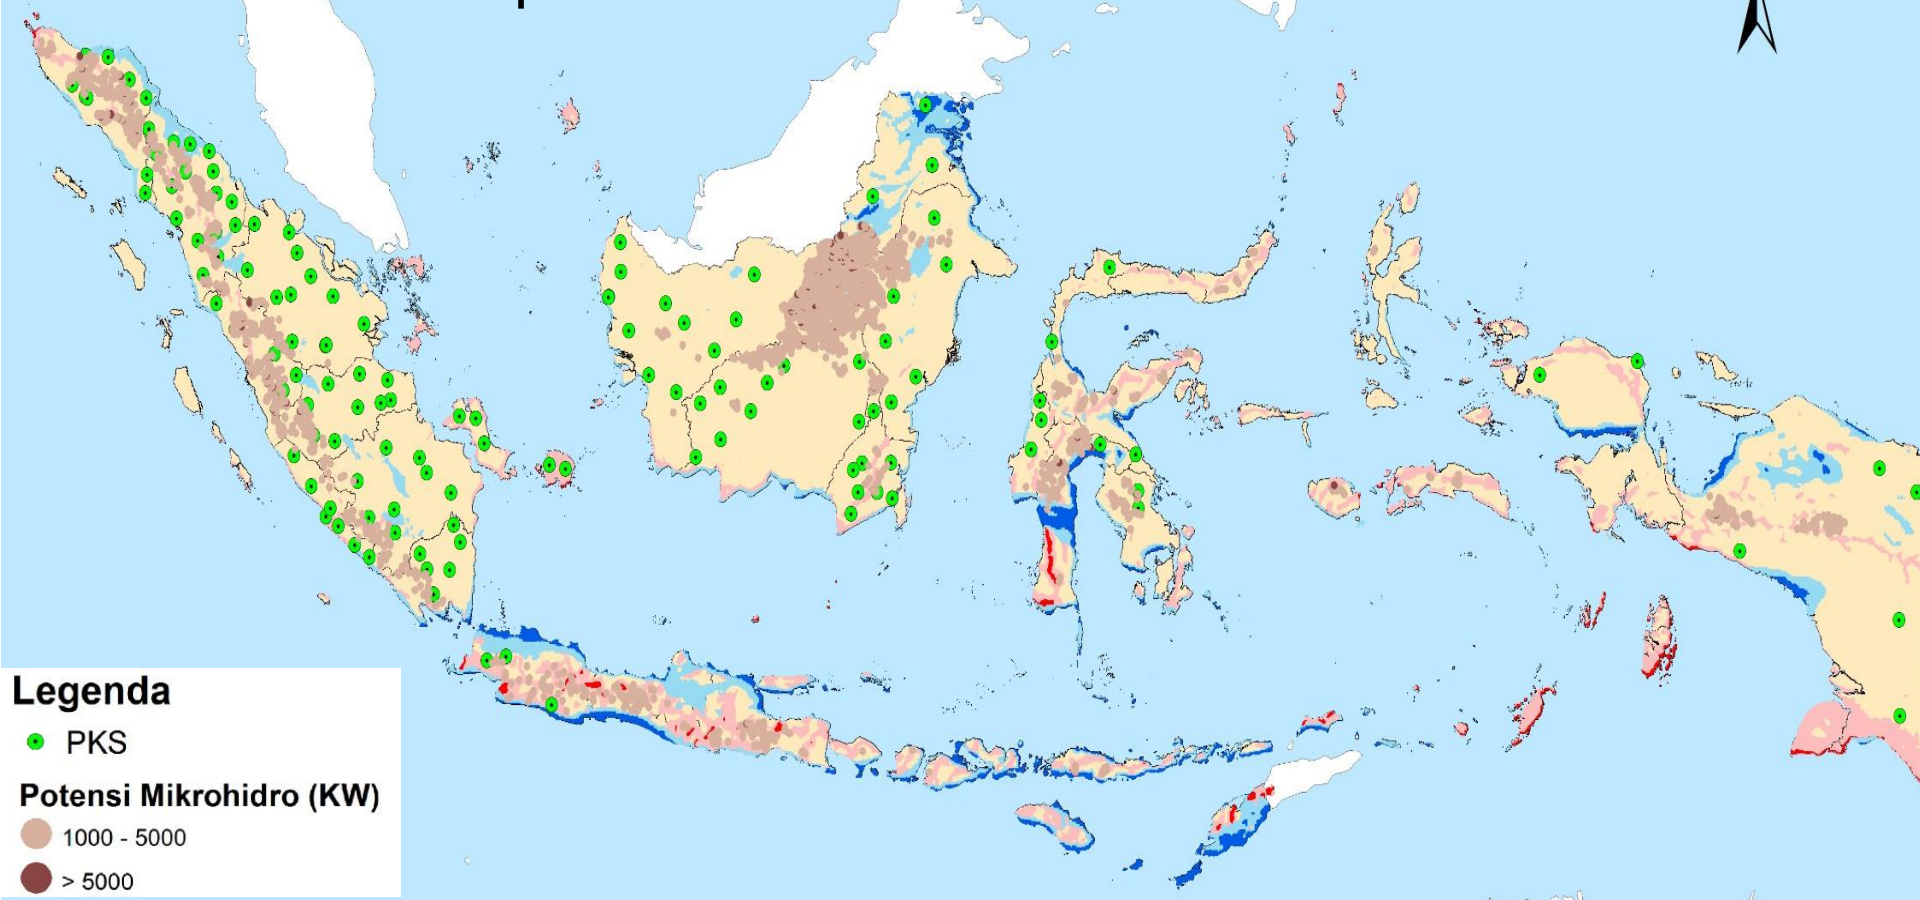 Legenda
PKS
Potensi Mikrohidro (KW)
1000 - 5000
> 5000